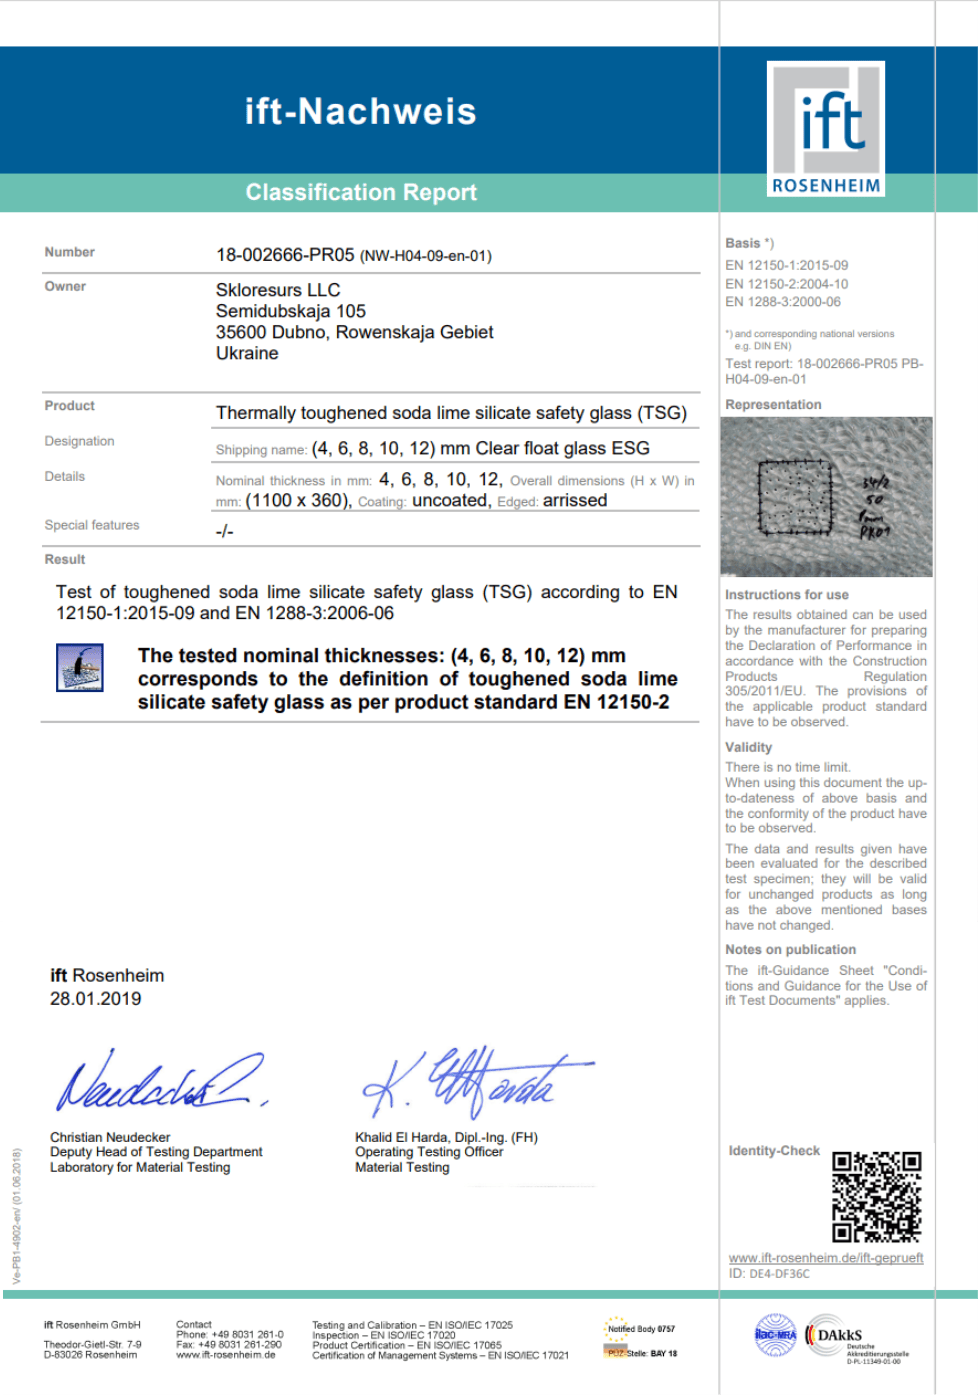 ift-Nachweis
Classification Report
ift
ROSENHEIM
Number
18-002666-PR05 (NW-H04-09-en-01)
Owner
Skloresurs LLC
Semidubskaja 105
35600 Dubno, Rowenskaja Gebiet
Ukraine
Product
Thermally toughened soda lime silicate safety glass (TSG)
Designation
Shipping name: (4, 6, 8, 10, 12) mm Clear float glass ESG
Details
Nominal thickness in mm: 4, 6, 8, 10, 12, Overall dimensions (H x W) in
mm: (1100 x 360), Coating: uncoated, Edged: arrissed
Special features
-/-
Result
Test of toughened soda lime silicate safety glass (TSG) according to EN
12150-1:2015-09 and EN 1288-3:2006-06
The tested nominal thicknesses: (4, 6, 8, 10, 12) mm
corresponds to the definition of toughened soda lime
silicate safety glass as per product standard EN 12150-2
ift Rosenheim
28.01.2019
Christian Neudecker
Deputy Head of Testing Department
Laboratory for Material Testing
Khalid El Harda, Dipl.-Ing. (FH)
Operating Testing Officer
Material Testing
Ve-PB1-4902-en/ (01.06.2018)
Basis *)
EN 12150-1:2015-09
EN 12150-2:2004-10
EN 1288-3:2000-06
*) and corresponding national versions
e.g. DIN EN)
Test report: 18-002666-PR05 PB-
H04-09-en-01
Representation
50
Instructions for use
The results obtained can be used
by the manufacturer for preparing
the Declaration of Performance in
accordance with the Construction
Products Regulation
305/2011/EU. The provisions of
the applicable product standard
have to be observed.
Validity
There is no time limit.
When using this document the up-
to-dateness of above basis and
the conformity of the product have
to be observed.
The data and results given have
been evaluated for the described
test specimen; they will be valid
for unchanged products as long
as the above mentioned bases
have not changed.
Notes on publication
The ift-Guidance Sheet "Condi-
tions and Guidance for the Use of
ift Test Documents" applies.
Identity-Check
www.ift-rosenheim.de/ift-geprueft
ID: DE4-DF36C
ift Rosenheim GmbH
Theodor-Gietl-Str. 7-9
D-83026 Rosenheim
Contact
Phone: +49 8031 261-0
Fax: +49 8031 261-290
www.ift-rosenheim.de
Testing and Calibration – EN ISO/IEC 17025
Inspection – EN ISO/IEC 17020
Product Certification – EN ISO/IEC 17065
Certification of Management Systems – EN ISO/IEC 17021
Notified Body 0757
PÜZ-Stelle: BAY 18
ilac-MRA
DAkkS
Deutsche
Akkreditierungsstelle
D-PL-11349-01-00